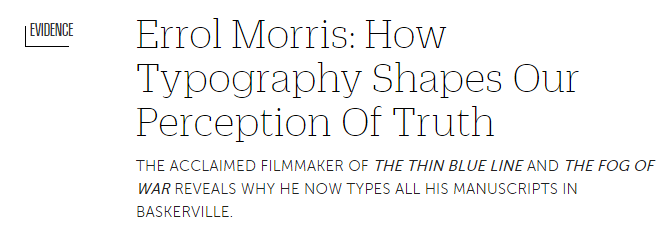 EVIDENCE
Errol Morris: How
Typography Shapes Our
Perception Of Truth
THE ACCLAIMED FILMMAKER OF THE THIN BLUE LINE AND THE FOG OF
WAR REVEALS WHY HE NOW TYPES ALL HIS MANUSCRIPTS IN
BASKERVILLE.